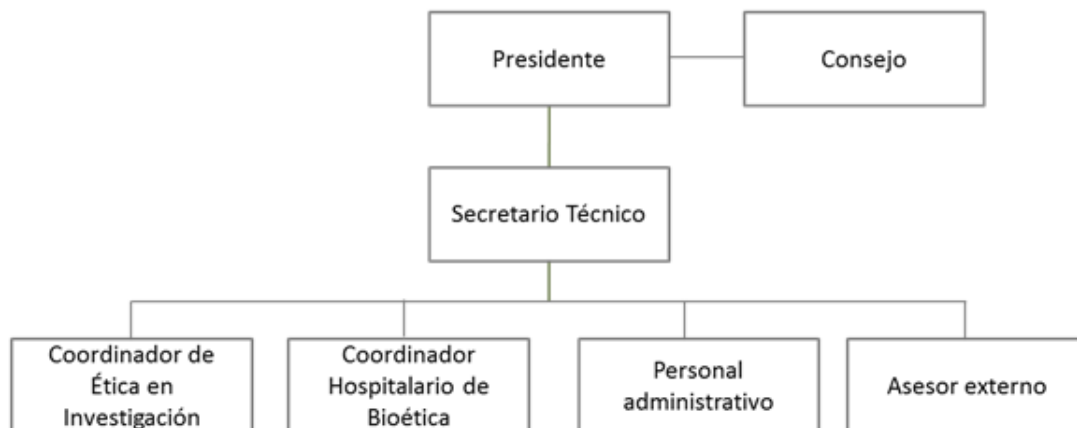 Presidente
Consejo
Secretario Técnico
Coordinador de
Ética en
Investigación
Coordinador
Hospitalario de
Bioética
Personal
administrativo
Asesor externo